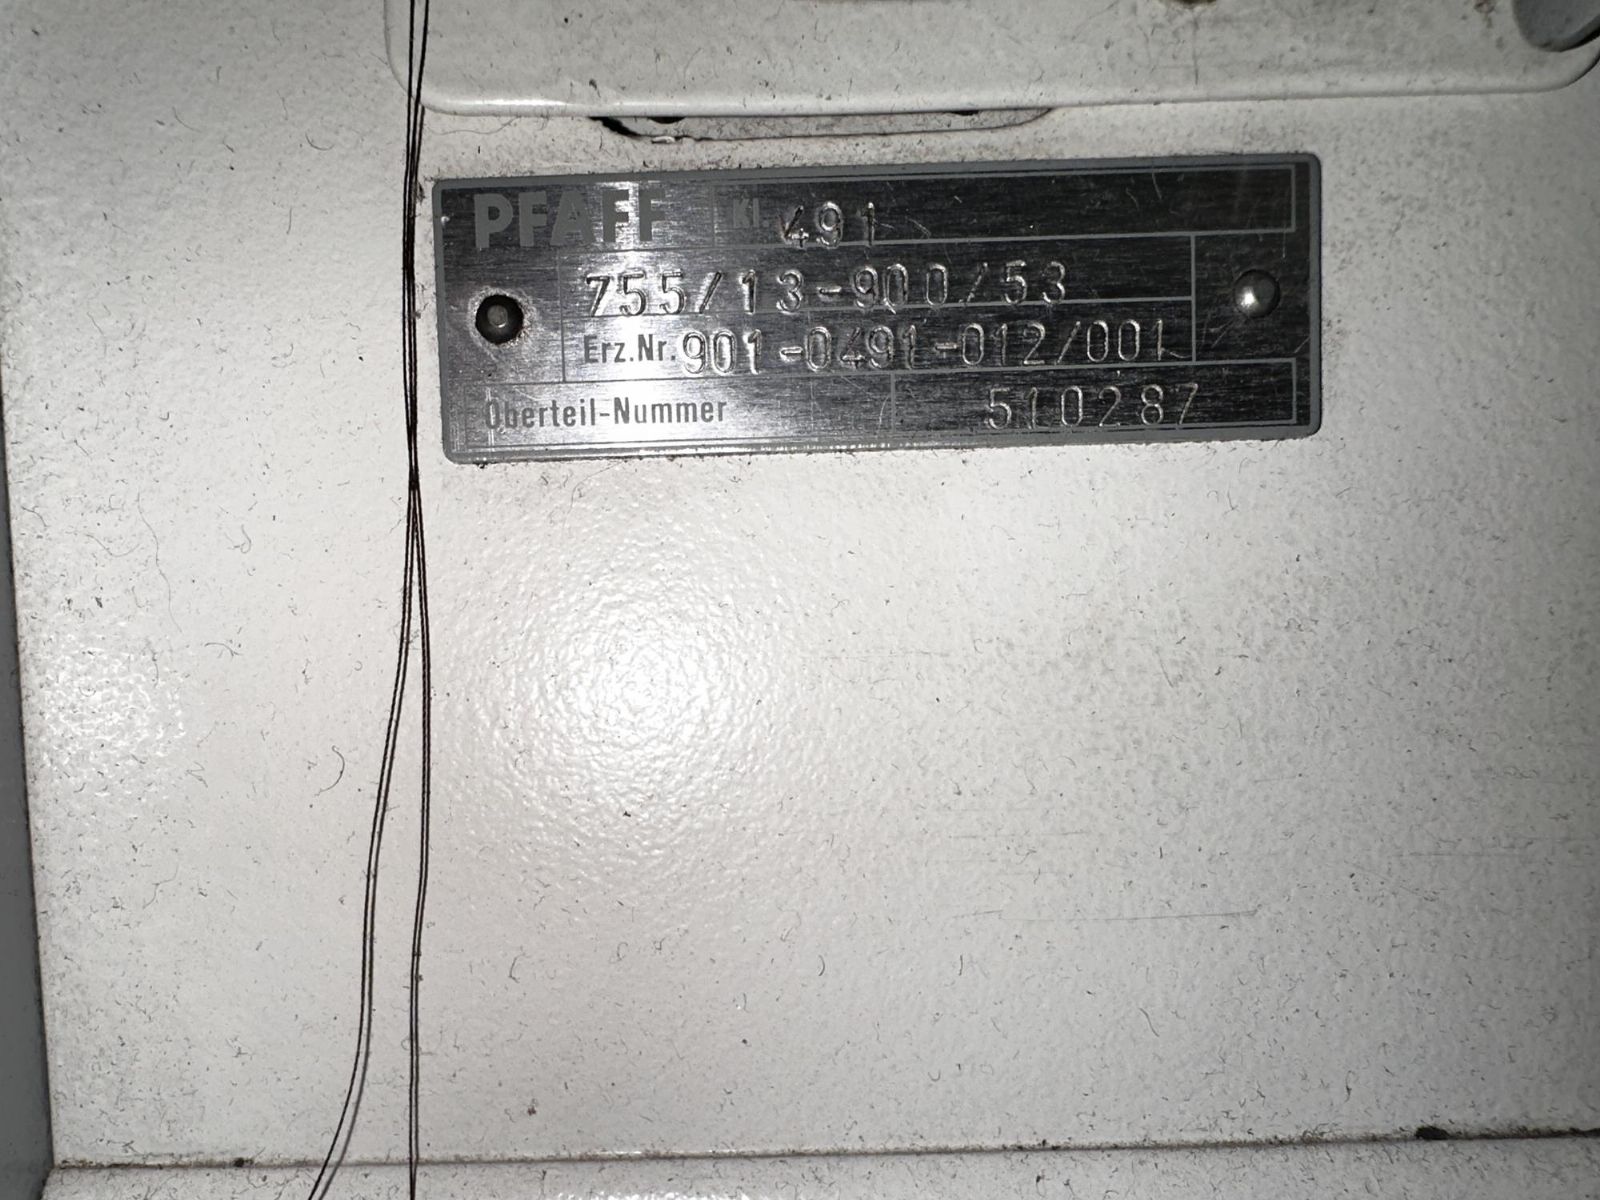 PFAFF Kl. 491
755/13-900/53
Erz.Nr. 901-0491-012/001
Oberteil-Nummer 510287